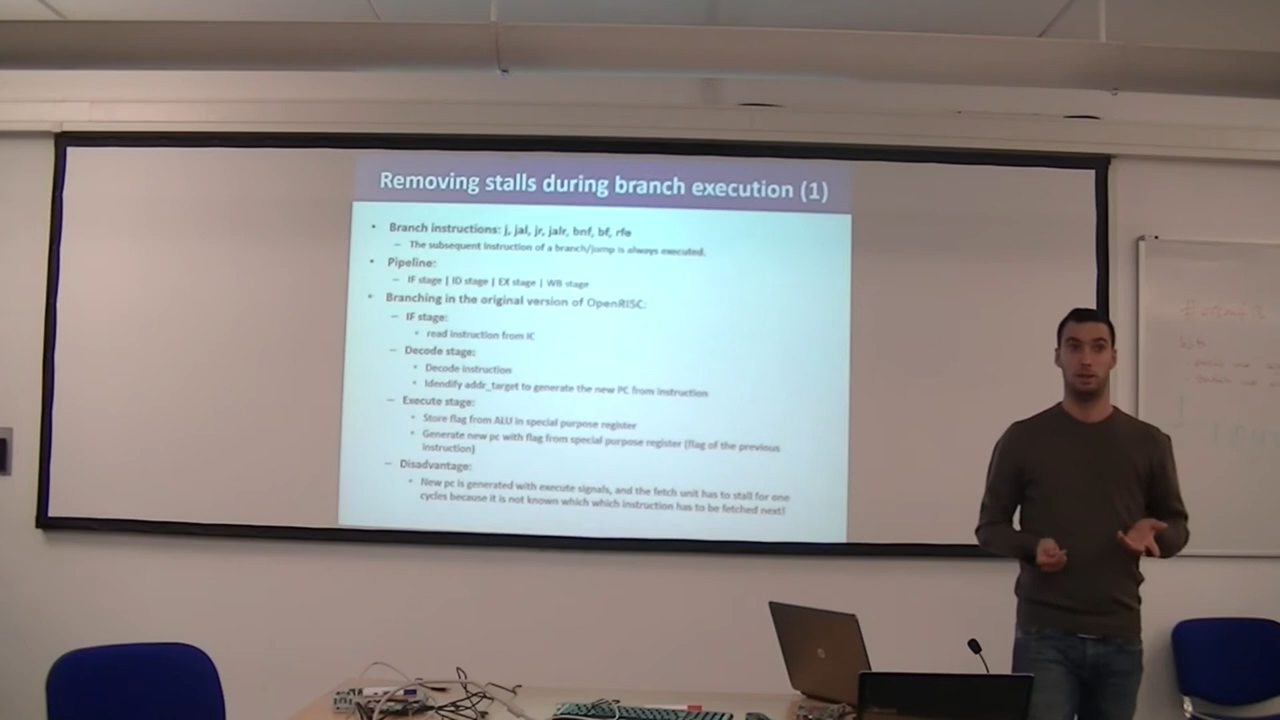 Removing stalls during branch execution (1)
• Branch instructions: j, jal, jr, jalr, bnf, bf, rfe
– The subsequent instruction of a branch/jump is always executed.
• Pipeline:
– IF stage | ID stage | EX stage | WB stage
• Branching in the original version of OpenRISC:
– IF stage:
• read instruction from IC
– Decode stage:
• Decode instruction
• Idendify addr_target to generate the new PC from instruction
– Execute stage:
• Store flag from ALU in special purpose register
• Generate new pc with flag from special purpose register (flag of the previous
instruction)
– Disadvantage:
• New pc is generated with execute signals, and the fetch unit has to stall for one
cycles because it is not known which which instruction has to be fetched next!